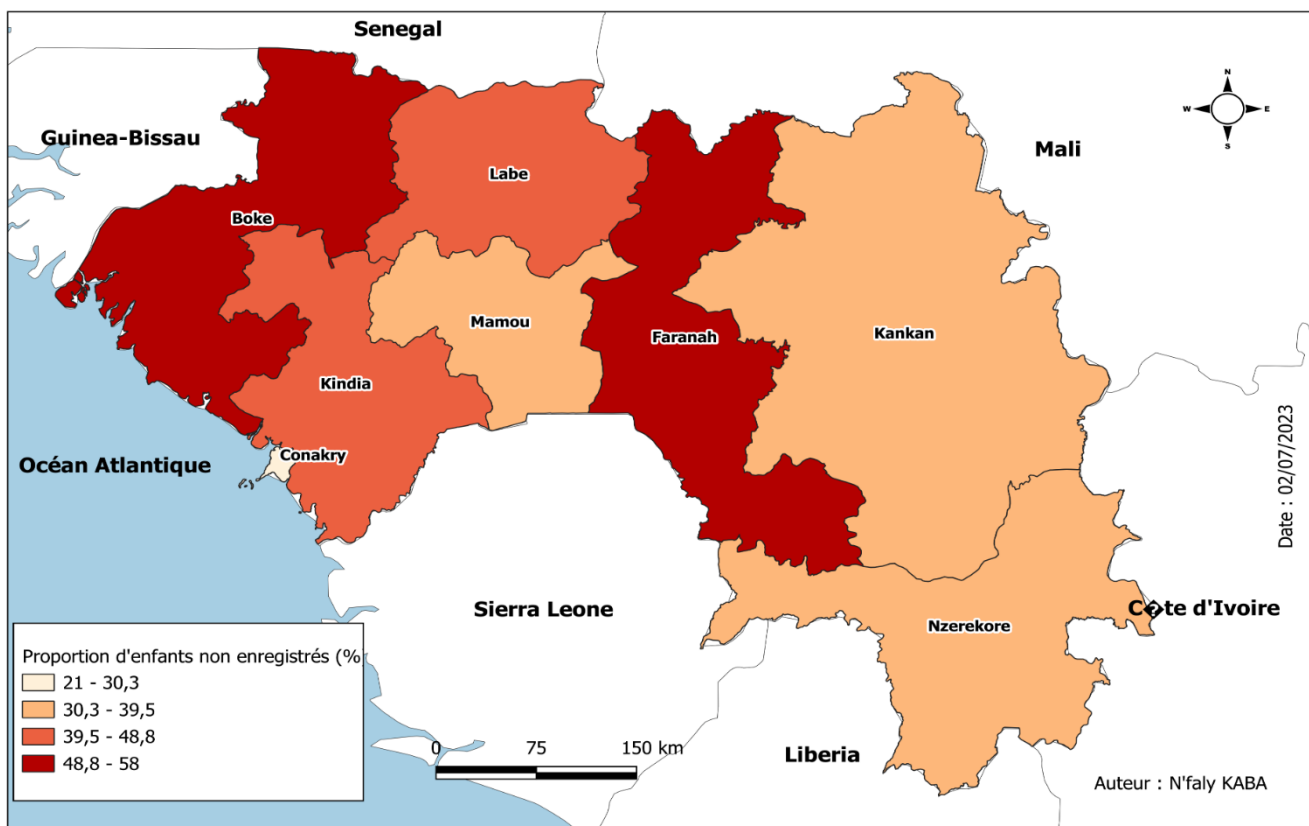 Senegal
N
W E
S
Guinea-Bissau
Mali
Labe
Boke
Mamou
Faranah
Kankan
Kindia
Conakry
Océan Atlantique
Date : 02/07/2023
Sierra Leone
C�te d'Ivoire
Nzerekore
Proportion d'enfants non enregistrés (%
21 - 30,3
30,3 - 39,5
39,5 - 48,8
48,8 - 58
0 75 150 km
Liberia
Auteur : N'faly KABA